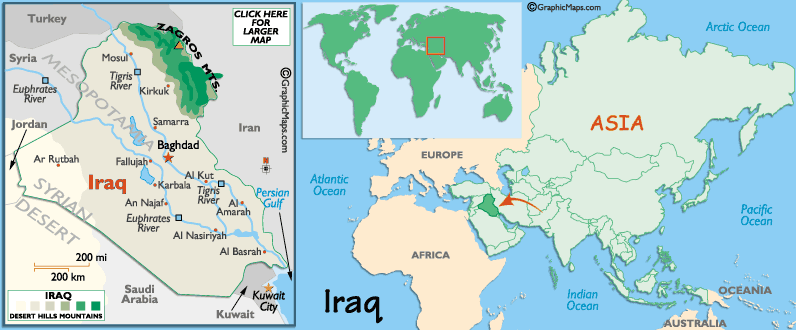 Turkey
CLICK HERE
FOR
LARGER
MAP
ZAGROS MTS.
©GraphicMaps.com
Syria
Mosul
Tigris
River
MESOPOTAMIA
Kirkuk
Euphrates
River
Samarra
Jordan
Iran
Baghdad
Ar Rutbah
Fallujah
Iraq
Karbala
Al Kut
Tigris
River
Persian
Gulf
SYRIAN
DESERT
An Najaf
Al
Amarah
Euphrates
River
Al Nasiriyah
Al Basrah
200 mi
200 km
Saudi
Arabia
Kuwait
Kuwait
City
IRAQ
DESERT HILLS MOUNTAINS
©GraphicMaps.com
Arctic Ocean
ASIA
EUROPE
Atlantic
Ocean
Pacific
Ocean
AFRICA
Indian
Ocean
OCEANIA
AUSTRALIA
Iraq